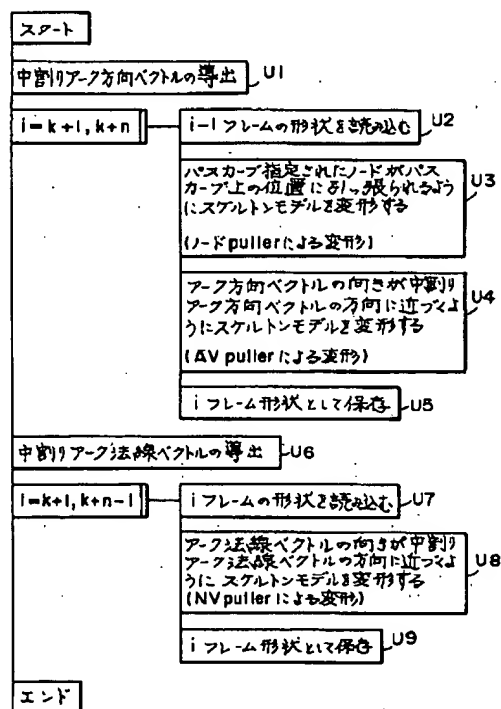 スタート
中割りアーク方向ベクトルの導出 U1
i=k+1,k+n
i-1フレームの形状を読み込む U2
パスカーブ指定されたノードがパス
カーブ上の位置に引っ張られるよう
にスケルトンモデルを変形する
(ノードpullerによる変形)
U3
アーク方向ベクトルの向きが中割り
アーク方向ベクトルの方向に近づくよ
うにスケルトンモデルを変形する
(AV pullerによる変形)
U4
iフレーム形状として保存 U5
中割りアーク法線ベクトルの導出 U6
i=k+1,k+n-1
iフレームの形状を読み込む U7
アーク法線ベクトルの向きが中割り
アーク法線ベクトルの方向に近づくよ
うにスケルトンモデルを変形する
(NV pullerによる変形)
U8
iフレーム形状として保存 U9
エンド